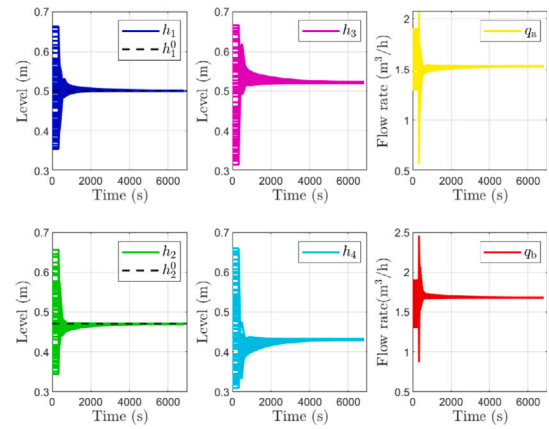 0.7
0.6
0.5
0.4
0.3
Level (m)
h₁
h₁⁰
0 2000 4000 6000
Time (s)
0.7
0.6
0.5
0.4
0.3
Level (m)
h₃
0 2000 4000 6000
Time (s)
2
1.5
1
0.5
Flow rate (m³/h)
qₐ
0 2000 4000 6000
Time (s)
0.7
0.6
0.5
0.4
0.3
Level (m)
h₂
h₂⁰
0 2000 4000 6000
Time (s)
0.7
0.6
0.5
0.4
0.3
Level (m)
h₄
0 2000 4000 6000
Time (s)
2.5
2
1.5
1
0.5
Flow rate(m³/h)
q_b
0 2000 4000 6000
Time (s)